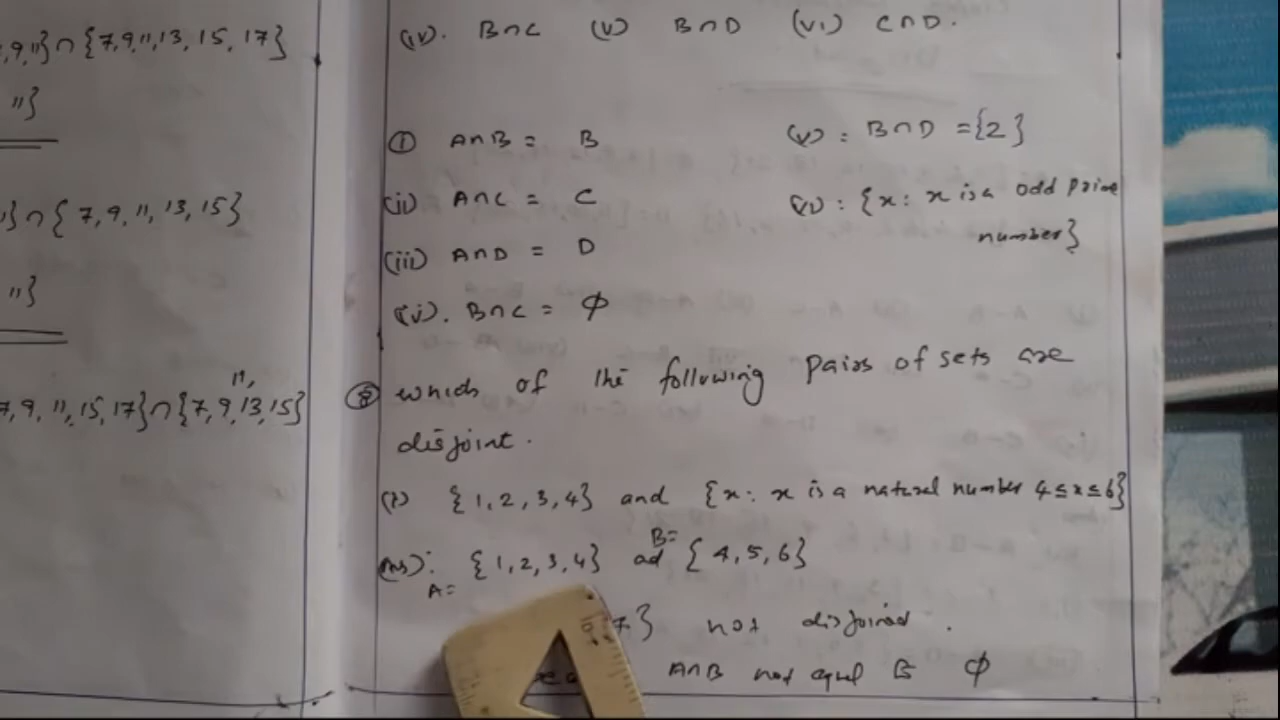 ,9,11}∩{7,9,11,13,15,17}
11}
}∩{7,9,11,13,15}
11}
11,
7,9,11,15,17}∩{7,9,13,15}
(iv). B∩C (v) B∩D (vi) C∩D.
① A∩B = B
(ii) A∩C = C
(iii) A∩D = D
(iv). B∩C = ϕ
(v): B∩D = {2}
(vi): {x: x is a odd prime
number}
⑧ which of the following pairs of sets are
disjoint.
(i) {1,2,3,4} and {x: x is a natural number 4≤x≤6}
B=
(Ans): {1,2,3,4} ad {4,5,6}
A=
} not disjoined.
A∩B not equal ϕ